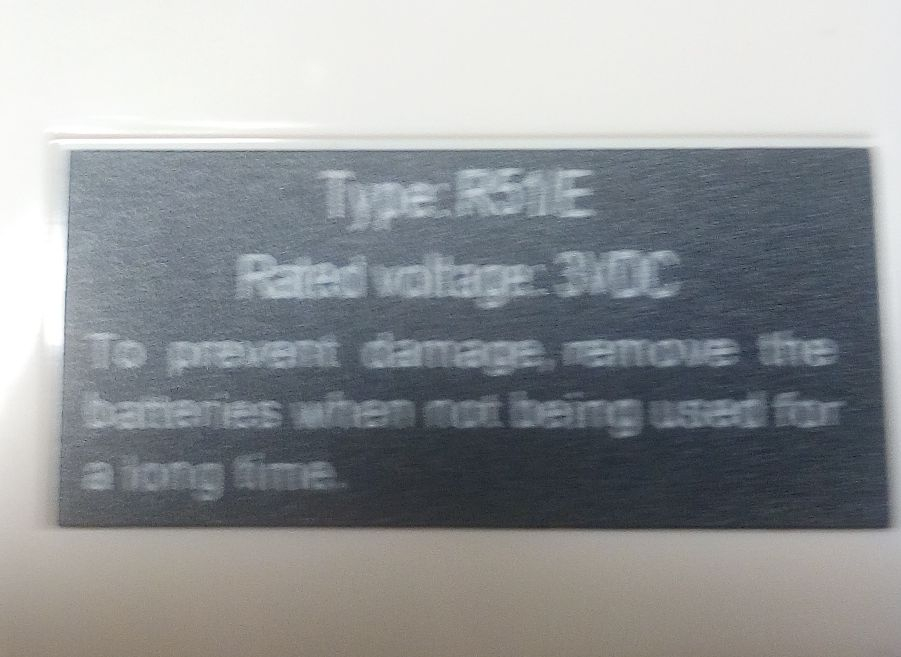 Type: R51/E
Rated voltage: 3VDC
To prevent damage, remove the
batteries when not being used for
a long time.